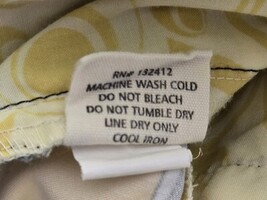 RN# 132412
MACHINE WASH COLD
DO NOT BLEACH
DO NOT TUMBLE DRY
LINE DRY ONLY
COOL IRON